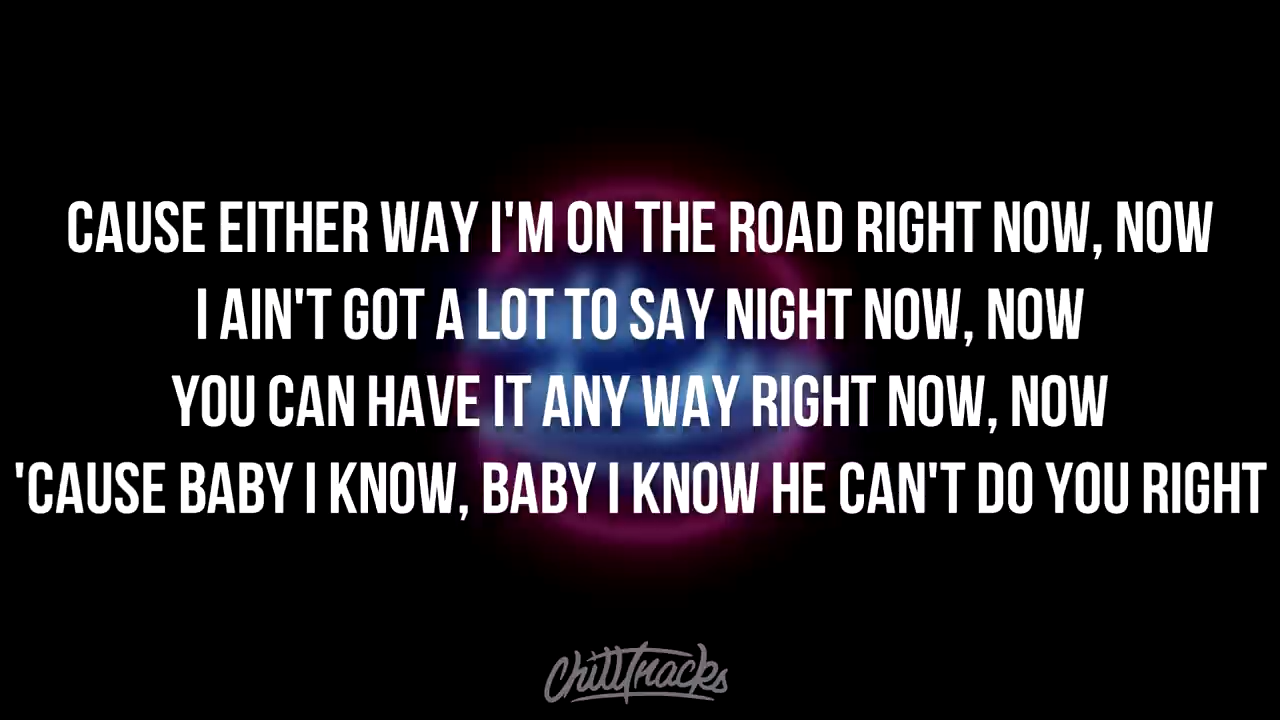 CAUSE EITHER WAY I'M ON THE ROAD RIGHT NOW, NOW
I AIN'T GOT A LOT TO SAY NIGHT NOW, NOW
YOU CAN HAVE IT ANY WAY RIGHT NOW, NOW
'CAUSE BABY I KNOW, BABY I KNOW HE CAN'T DO YOU RIGHT
ChillTracks